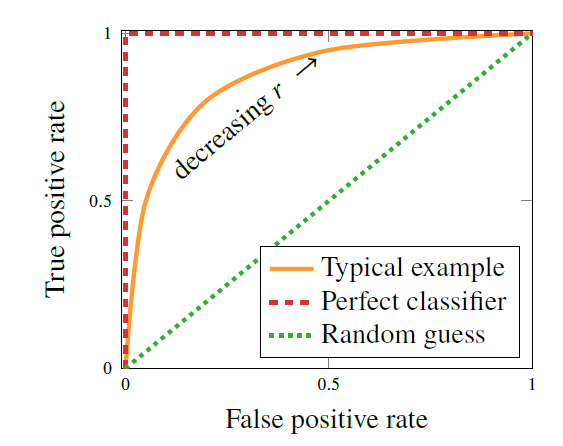 1
decreasing r →
True positive rate
0.5
Typical example
Perfect classifier
Random guess
0
0
0.5
1
False positive rate